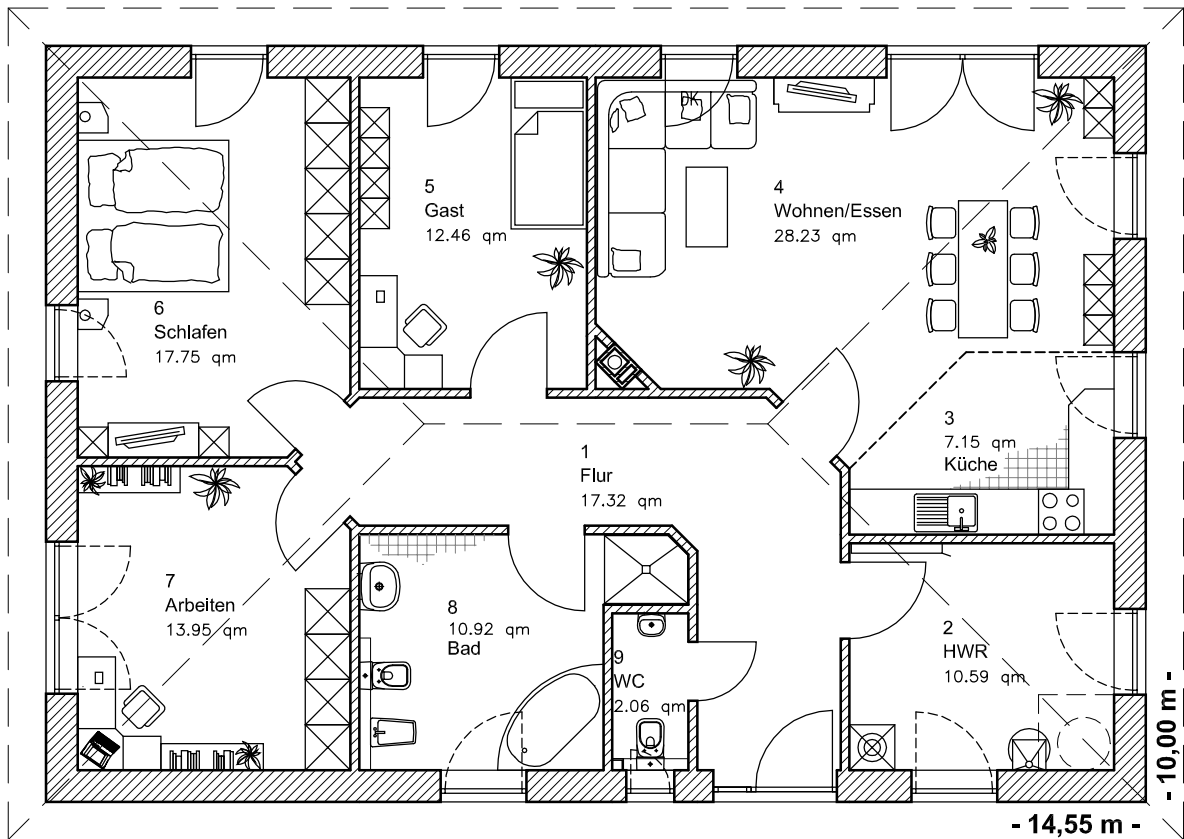 5
Gast
12.46 qm
4
Wohnen/Essen
28.23 qm
6
Schlafen
17.75 qm
3
7.15 qm
Küche
1
Flur
17.32 qm
7
Arbeiten
13.95 qm
8
10.92 qm
Bad
9
WC
2.06 qm
2
HWR
10.59qm
- 10,00 m -
- 14,55 m -